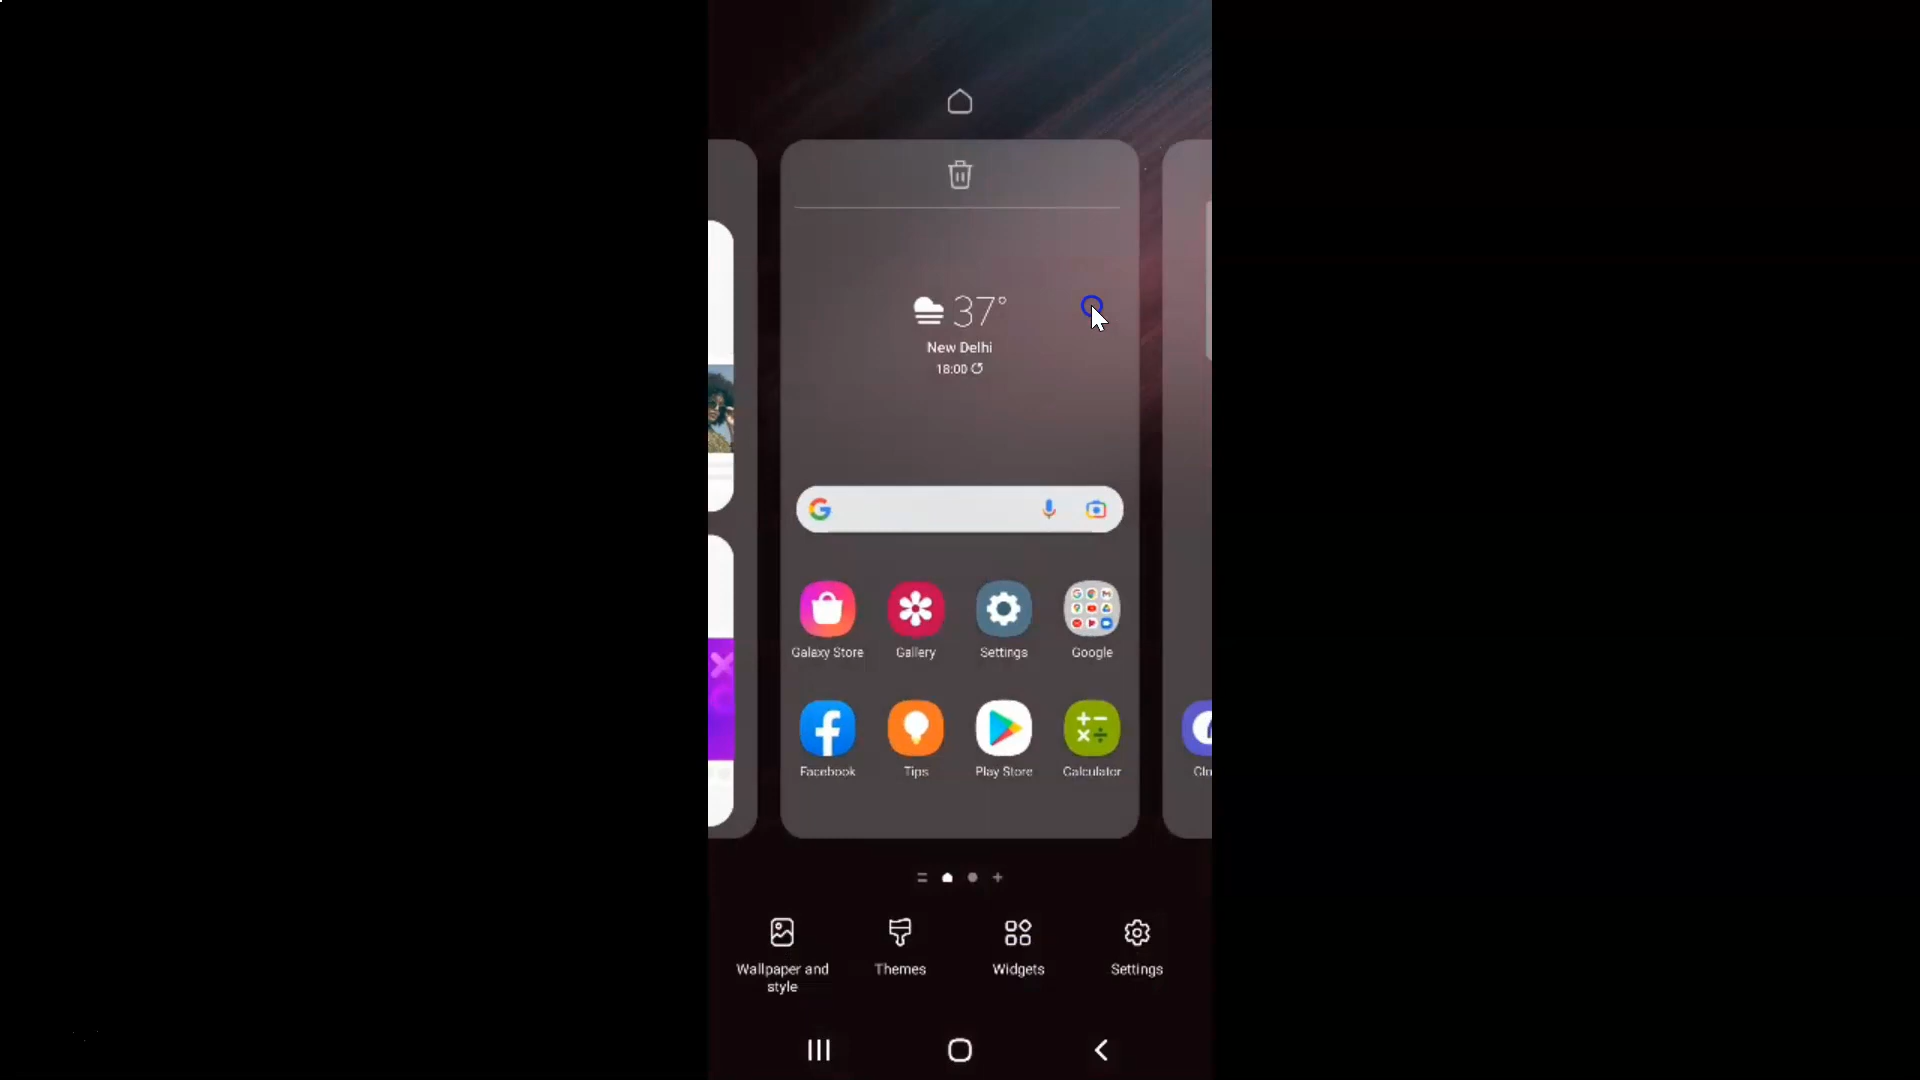 37°
New Delhi
18:00
Galaxy Store
Gallery
Settings
Google
Facebook
Tips
Play Store
Calculator
Wallpaper and
style
Themes
Widgets
Settings